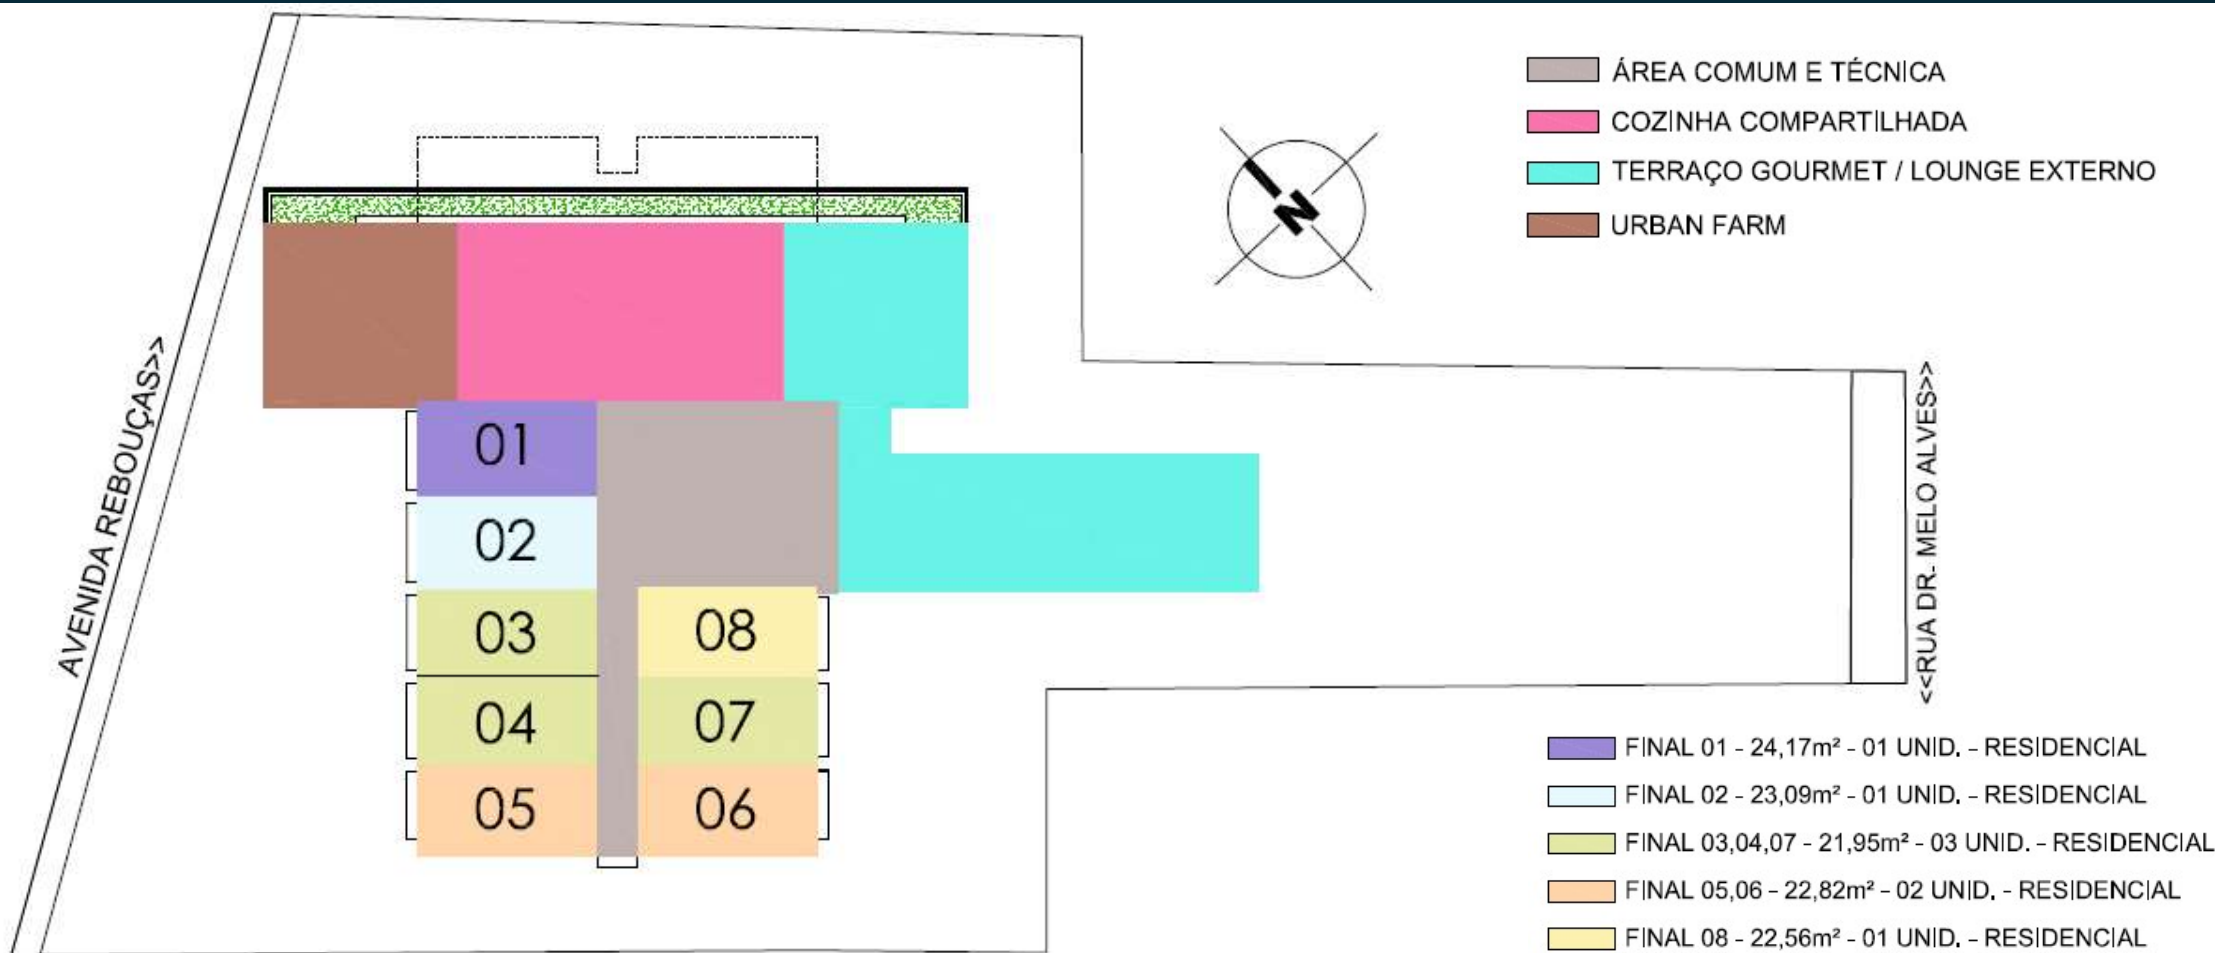 ÁREA COMUM E TÉCNICA
COZINHA COMPARTILHADA
TERRAÇO GOURMET / LOUNGE EXTERNO
URBAN FARM
N
AVENIDA REBOUÇAS>>
<<RUA DR. MELO ALVES>>
01
02
03
08
04
07
05
06
FINAL 01 - 24,17m² - 01 UNID. - RESIDENCIAL
FINAL 02 - 23,09m² - 01 UNID. - RESIDENCIAL
FINAL 03,04,07 - 21,95m² - 03 UNID. - RESIDENCIAL
FINAL 05,06 - 22,82m² - 02 UNID. - RESIDENCIAL
FINAL 08 - 22,56m² - 01 UNID. - RESIDENCIAL